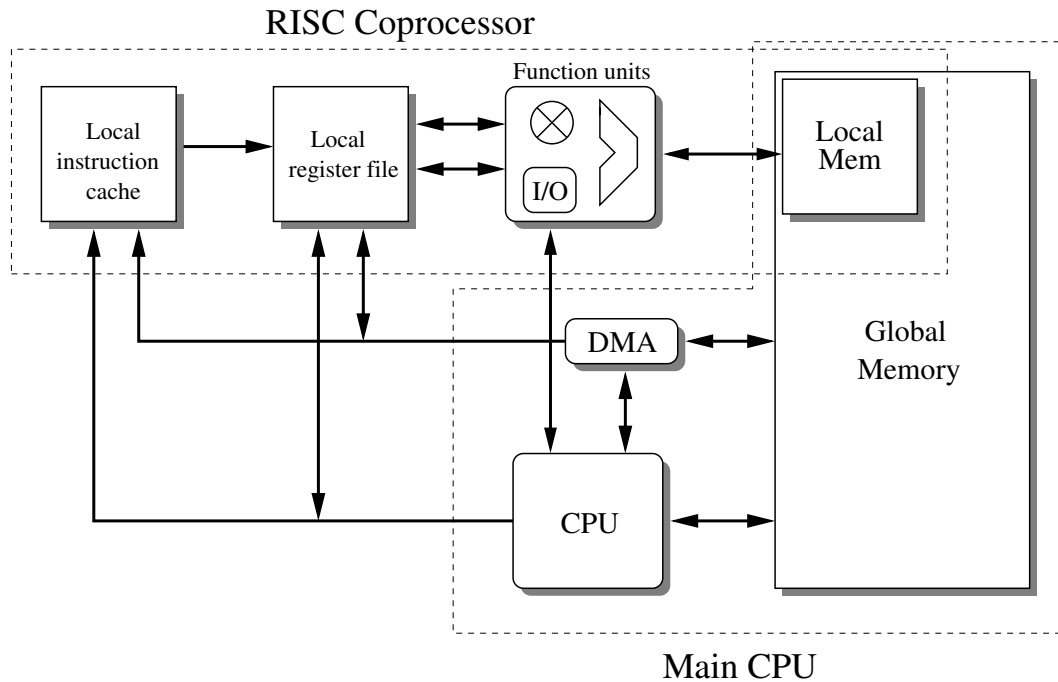 RISC Coprocessor
Function units
Local
instruction
cache
Local
register file
I/O
Local
Mem
DMA
Global
Memory
CPU
Main CPU